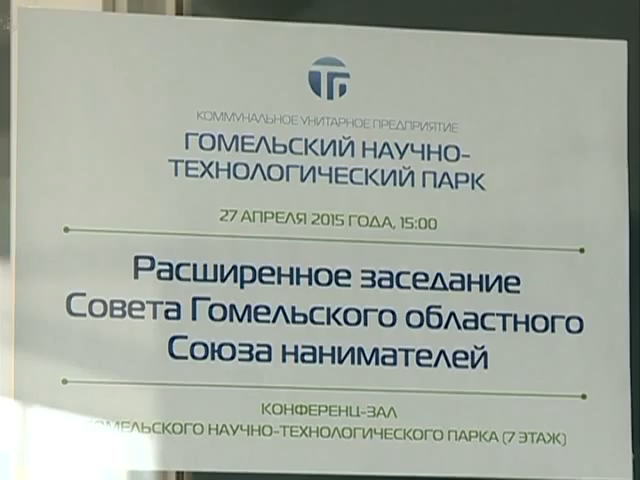 КОММУНАЛЬНОЕ УНИТАРНОЕ ПРЕДПРИЯТИЕ
ГОМЕЛЬСКИЙ НАУЧНО-
ТЕХНОЛОГИЧЕСКИЙ ПАРК
27 АПРЕЛЯ 2015 ГОДА, 15:00
Расширенное заседание
Совета Гомельского областного
Союза нанимателей
КОНФЕРЕНЦ-ЗАЛ
ГОМЕЛЬСКОГО НАУЧНО-ТЕХНОЛОГИЧЕСКОГО ПАРКА (7 ЭТАЖ)